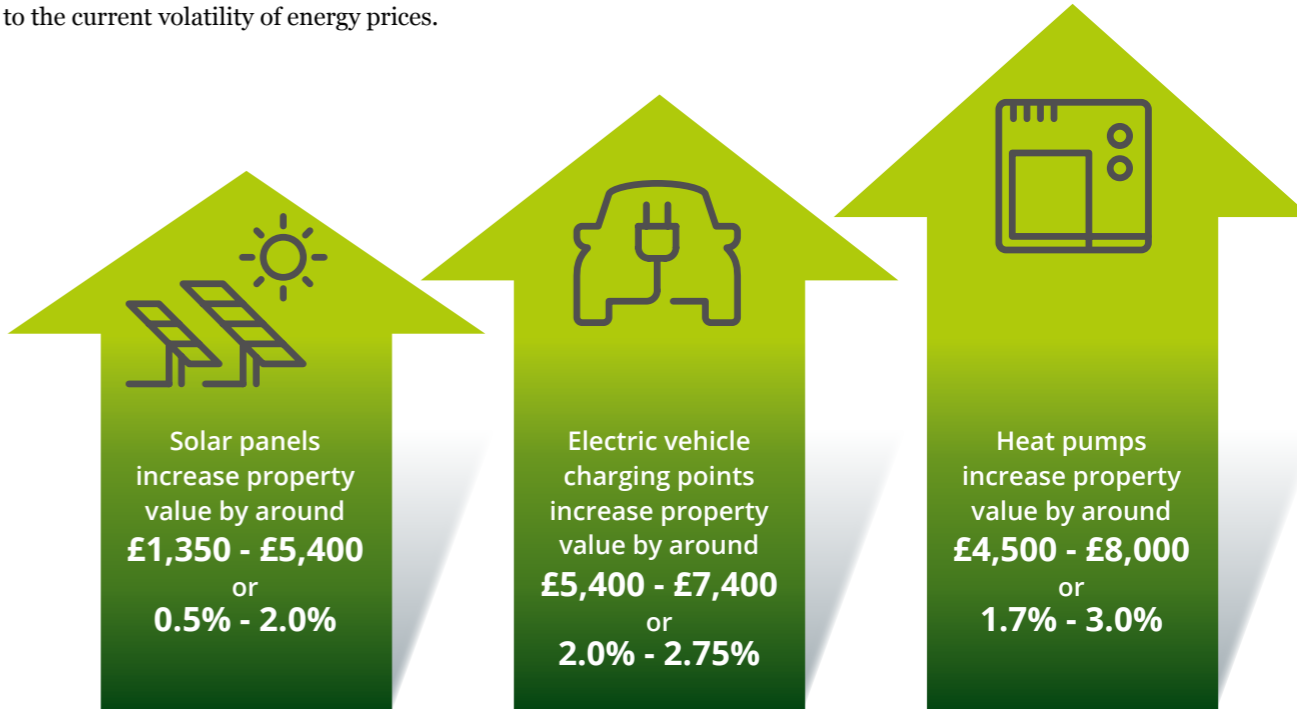 to the current volatility of energy prices.
Solar panels
increase property
value by around
£1,350 - £5,400
or
0.5% - 2.0%
Electric vehicle
charging points
increase property
value by around
£5,400 - £7,400
or
2.0% - 2.75%
Heat pumps
increase property
value by around
£4,500 - £8,000
or
1.7% - 3.0%